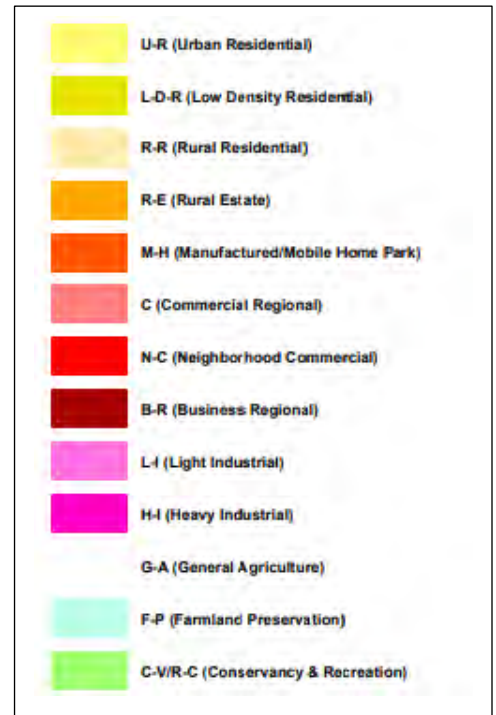 U-R (Urban Residential)
L-D-R (Low Density Residential)
R-R (Rural Residential)
R-E (Rural Estate)
M-H (Manufactured/Mobile Home Park)
C (Commercial Regional)
N-C (Neighborhood Commercial)
B-R (Business Regional)
L-I (Light Industrial)
H-I (Heavy Industrial)
G-A (General Agriculture)
F-P (Farmland Preservation)
C-V/R-C (Conservancy & Recreation)